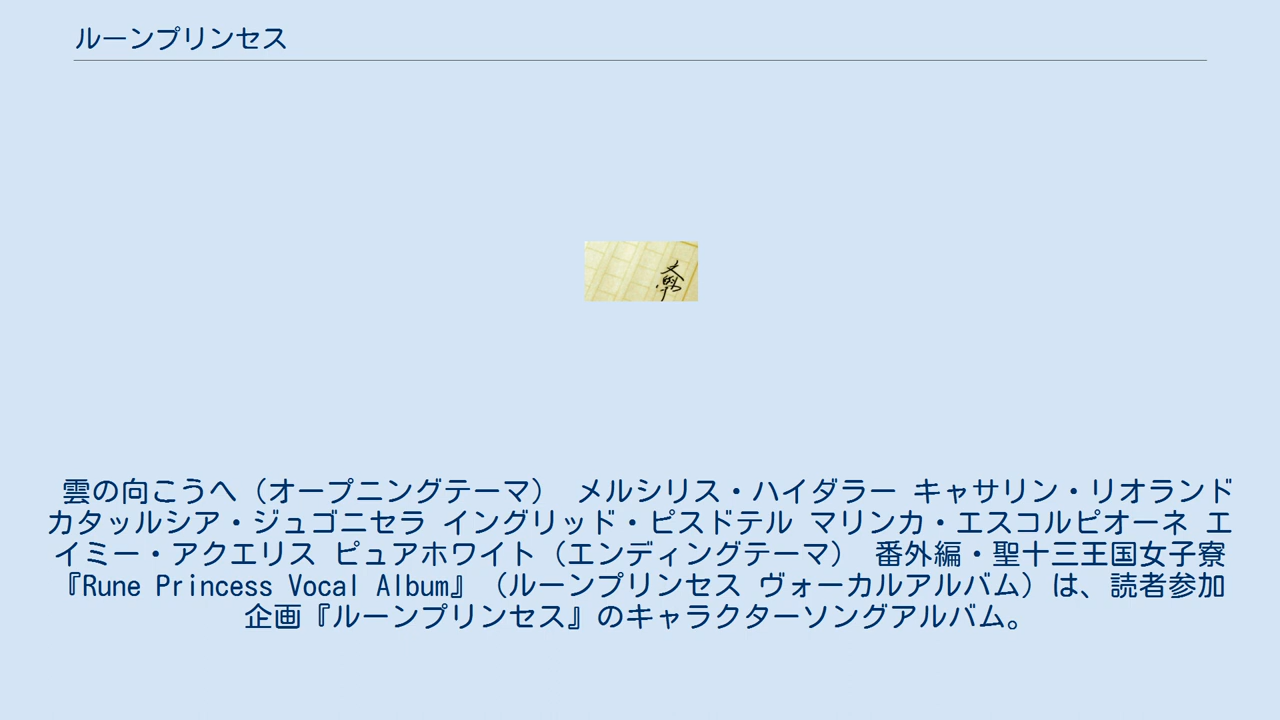 ルーンプリンセス
雲の向こうへ（オープニングテーマ） メルシリス・ハイダラー キャサリン・リオランド
カタッルシア・ジュゴニセラ イングリッド・ピスドテル マリンカ・エスコルピオーネ エ
イミー・アクエリス ピュアホワイト（エンディングテーマ） 番外編・聖十三王国女子寮
『Rune Princess Vocal Album』（ルーンプリンセス ヴォーカルアルバム）は、読者参加
企画『ルーンプリンセス』のキャラクターソングアルバム。